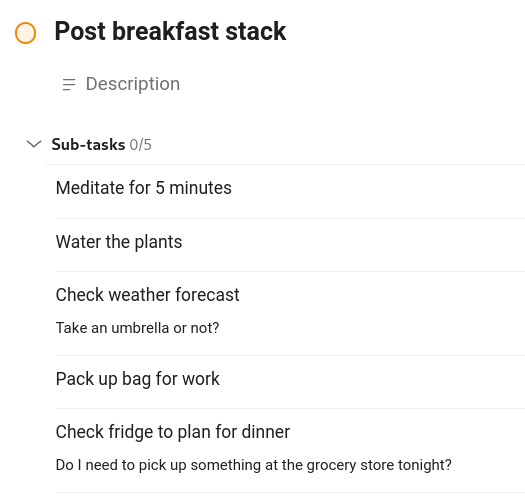 Post breakfast stack
Description
Sub-tasks 0/5
Meditate for 5 minutes
Water the plants
Check weather forecast
Take an umbrella or not?
Pack up bag for work
Check fridge to plan for dinner
Do I need to pick up something at the grocery store tonight?